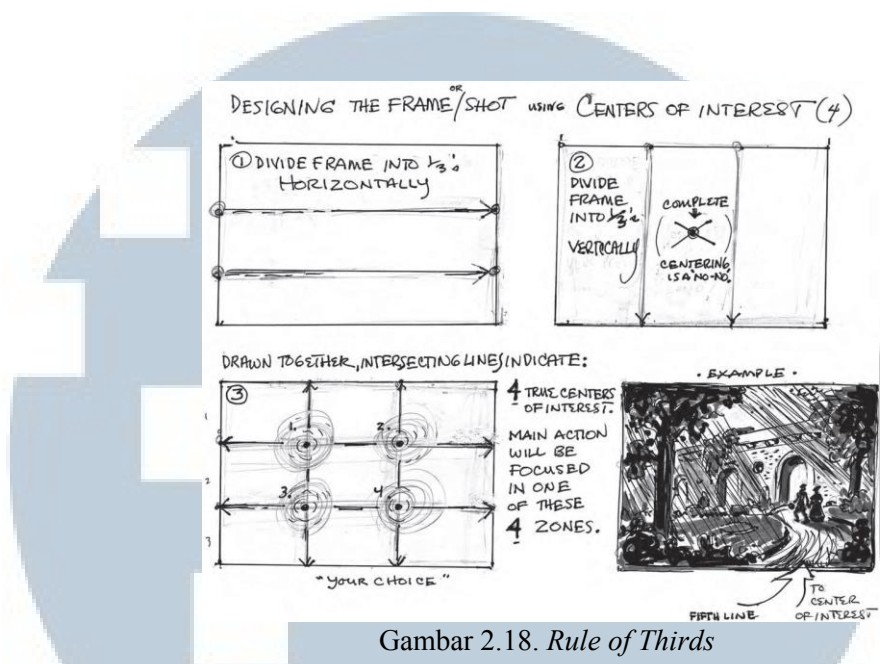 DESIGNING THE FRAME OR/SHOT USING CENTERS OF INTEREST (4)
① DIVIDE FRAME INTO 1/3's
HORIZONTALLY
②
DIVIDE
FRAME
INTO 1/3's
VERTICALLY
COMPLETE
CENTERING
IS A "NO-NO".
DRAWN TOGETHER, INTERSECTING LINES INDICATE:
③
1. 2.
3. 4
1
2
3
"YOUR CHOICE"
4 TRUE CENTERS
OF INTEREST.
MAIN ACTION
WILL BE
FOCUSED
IN ONE
OF THESE
4 ZONES.
· EXAMPLE ·
FIFTH LINE
TO
CENTER
OF INTEREST
Gambar 2.18. Rule of Thirds